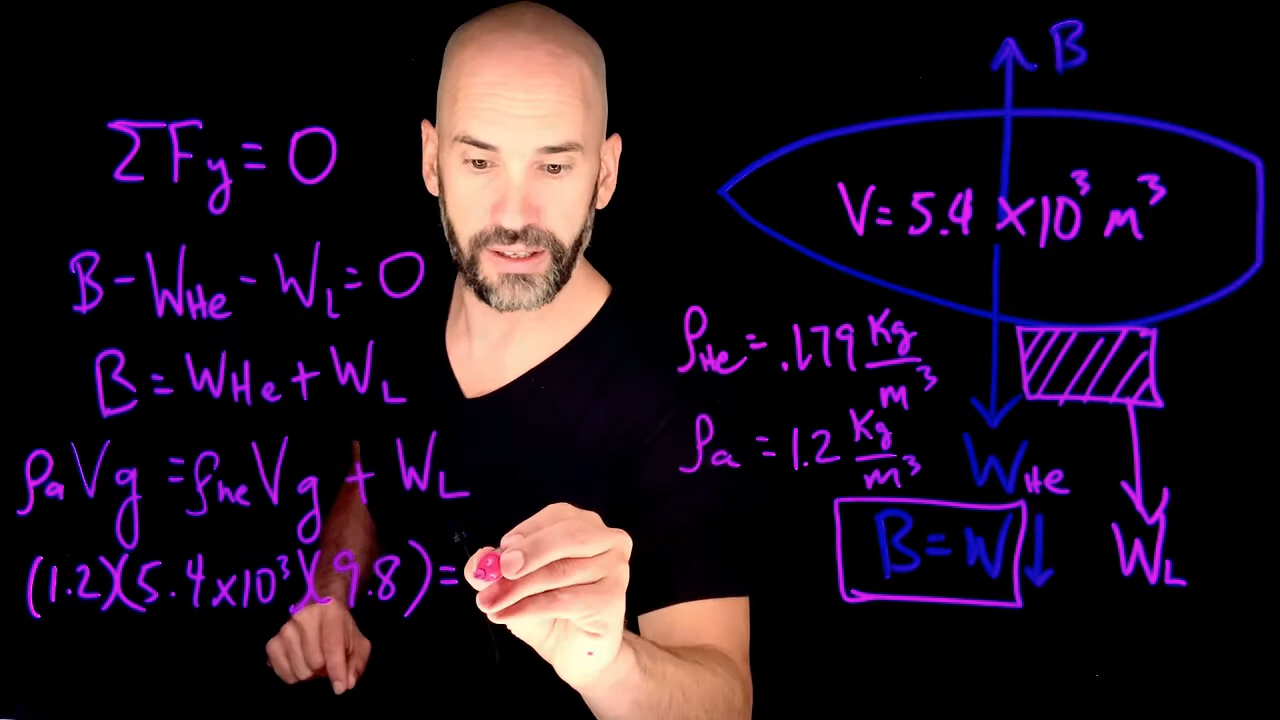 ΣFy = 0
B - WHe - WL = 0
B = WHe + WL
ρaVg = ρHeVg + WL
(1.2)(5.4x10³)(9.8) =
B
V = 5.4 x10³ m³
ρHe = .179 Kg/m³
ρa = 1.2 Kg/m³
WHe
B = W↓
WL